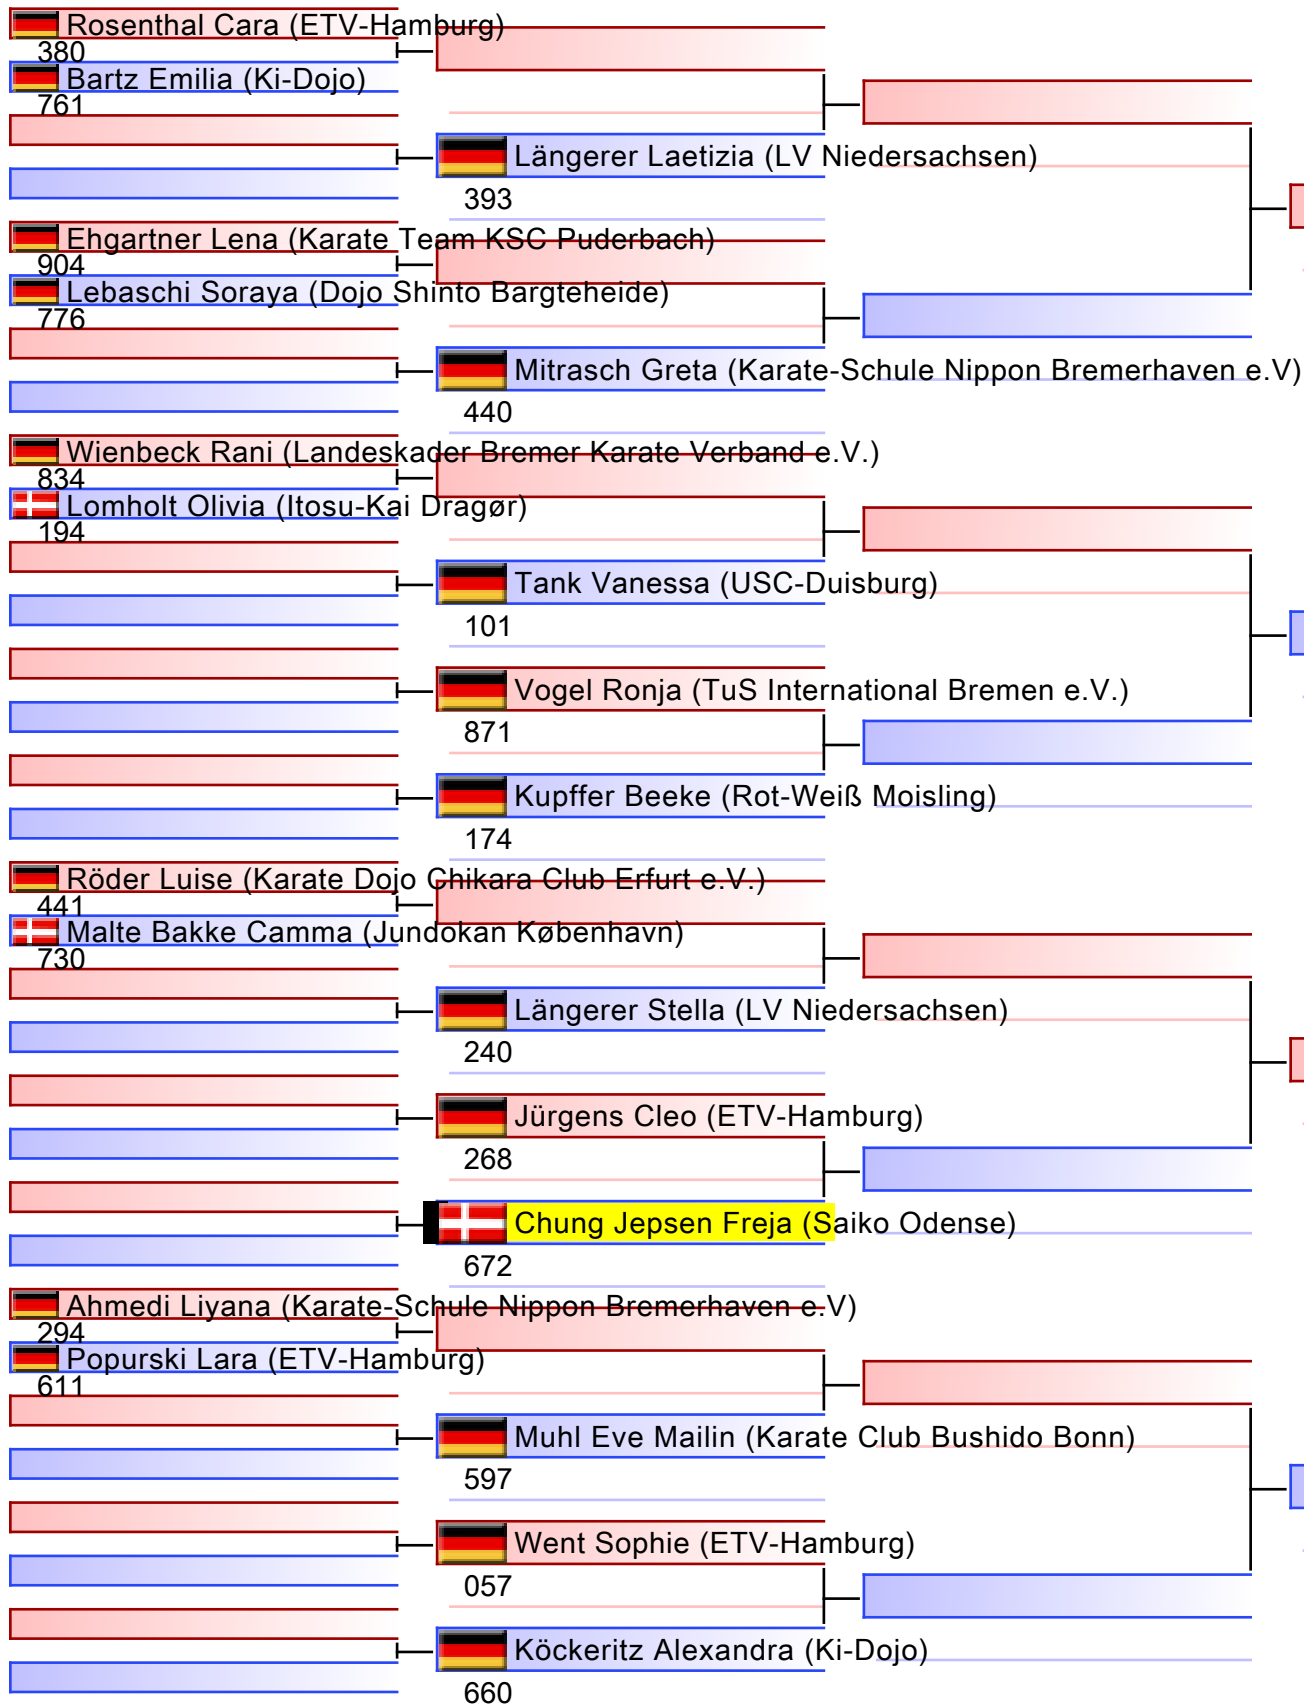 Rosenthal Cara (ETV-Hamburg)
380
Bartz Emilia (Ki-Dojo)
761
Längerer Laetizia (LV Niedersachsen)
393
Ehgartner Lena (Karate Team KSC Puderbach)
904
Lebaschi Soraya (Dojo Shinto Bargteheide)
776
Mitrasch Greta (Karate-Schule Nippon Bremerhaven e.V)
440
Wienbeck Rani (Landeskader Bremer Karate Verband e.V.)
834
Lomholt Olivia (Itosu-Kai Dragør)
194
Tank Vanessa (USC-Duisburg)
101
Vogel Ronja (TuS International Bremen e.V.)
871
Kupffer Beeke (Rot-Weiß Moisling)
174
Röder Luise (Karate Dojo Chikara Club Erfurt e.V.)
441
Malte Bakke Camma (Jundokan København)
730
Längerer Stella (LV Niedersachsen)
240
Jürgens Cleo (ETV-Hamburg)
268
Chung Jepsen Freja (Saiko Odense)
672
Ahmedi Liyana (Karate-Schule Nippon Bremerhaven e.V)
294
Popurski Lara (ETV-Hamburg)
611
Muhl Eve Mailin (Karate Club Bushido Bonn)
597
Went Sophie (ETV-Hamburg)
057
Köckeritz Alexandra (Ki-Dojo)
660